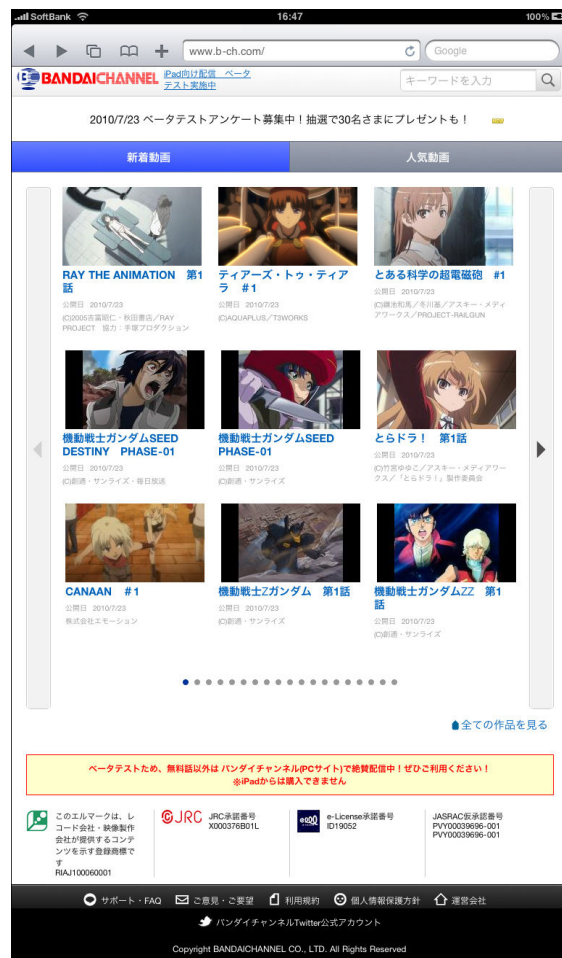 SoftBank 16:47 100%
www.b-ch.com/ Google
BANDAICHANNEL iPad向け配信 ベータ
テスト実施中
キーワードを入力
2010/7/23 ベータテストアンケート募集中！抽選で30名さまにプレゼントも！
新着動画 人気動画
RAY THE ANIMATION 第1
話
公開日 2010/7/23
(C)2005吉富昭仁・秋田書店／RAY
PROJECT 協力：手塚プロダクション
ティアーズ・トゥ・ティア
ラ #1
公開日 2010/7/23
(C)AQUAPLUS／T3WORKS
とある科学の超電磁砲 #1
公開日 2010/7/23
(C)鎌池和馬／冬川基／アスキー・メディ
アワークス／PROJECT-RAILGUN
機動戦士ガンダムSEED
DESTINY PHASE-01
公開日 2010/7/23
(C)創通・サンライズ・毎日放送
機動戦士ガンダムSEED
PHASE-01
公開日 2010/7/23
(C)創通・サンライズ
とらドラ！ 第1話
公開日 2010/7/23
(C)竹宮ゆゆこ／アスキー・メディアワー
クス／「とらドラ！」製作委員会
CANAAN #1
公開日 2010/7/23
株式会社エモーション
機動戦士Zガンダム 第1話
公開日 2010/7/23
(C)創通・サンライズ
機動戦士ガンダムZZ 第1
話
公開日 2010/7/23
(C)創通・サンライズ
全ての作品を見る
ベータテストため、無料話以外は バンダイチャンネル(PCサイト)で絶賛配信中！ぜひご利用ください！
※iPadからは購入できません
このエルマークは、レ
コード会社・映像製作
会社が提供するコンテ
ンツを示す登録商標で
す
RIAJ100060001
JRC JRC承諾番号
X000376B01L
e-License承諾番号
ID19052
JASRAC仮承諾番号
PVY00039696-001
PVY00039696-001
サポート・FAQ ご意見・ご要望 利用規約 個人情報保護方針 運営会社
バンダイチャンネルTwitter公式アカウント
Copyright BANDAICHANNEL CO., LTD. All Rights Reserved